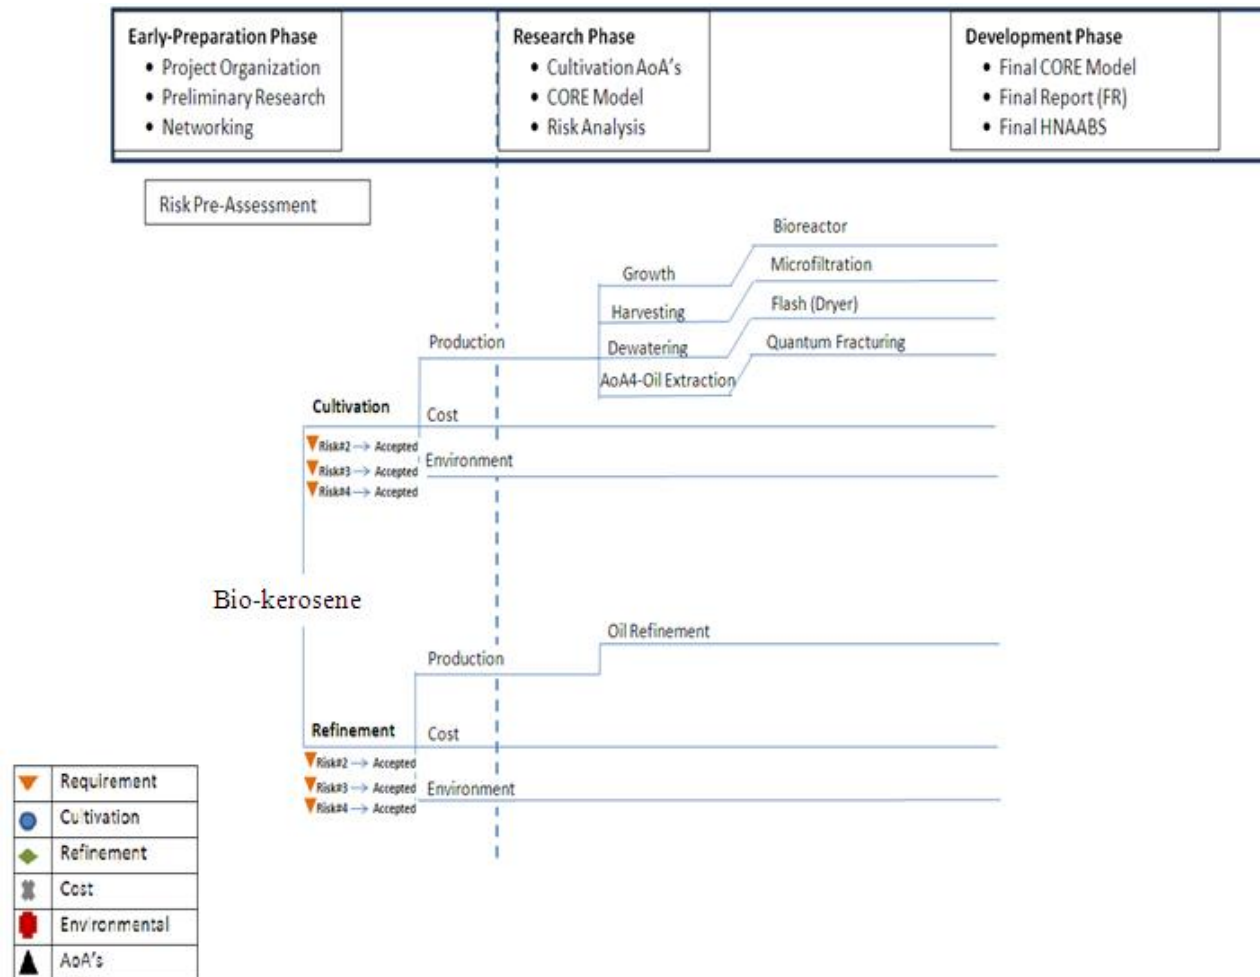 Early-Preparation Phase
• Project Organization
• Preliminary Research
• Networking
Research Phase
• Cultivation AoA's
• CORE Model
• Risk Analysis
Development Phase
• Final CORE Model
• Final Report (FR)
• Final HNAABS
Risk Pre-Assessment
Bioreactor
Growth
Microfiltration
Harvesting
Flash (Dryer)
Production
Dewatering
Quantum Fracturing
AoA4-Oil Extraction
Cultivation
Cost
Risk#2 → Accepted
Environment
Risk#3 → Accepted
Risk#4 → Accepted
Bio-kerosene
Oil Refinement
Production
Refinement
Cost
Risk#2 → Accepted
Risk#3 → Accepted
Environment
Risk#4 → Accepted
Requirement
Cultivation
Refinement
Cost
Environmental
AoA's